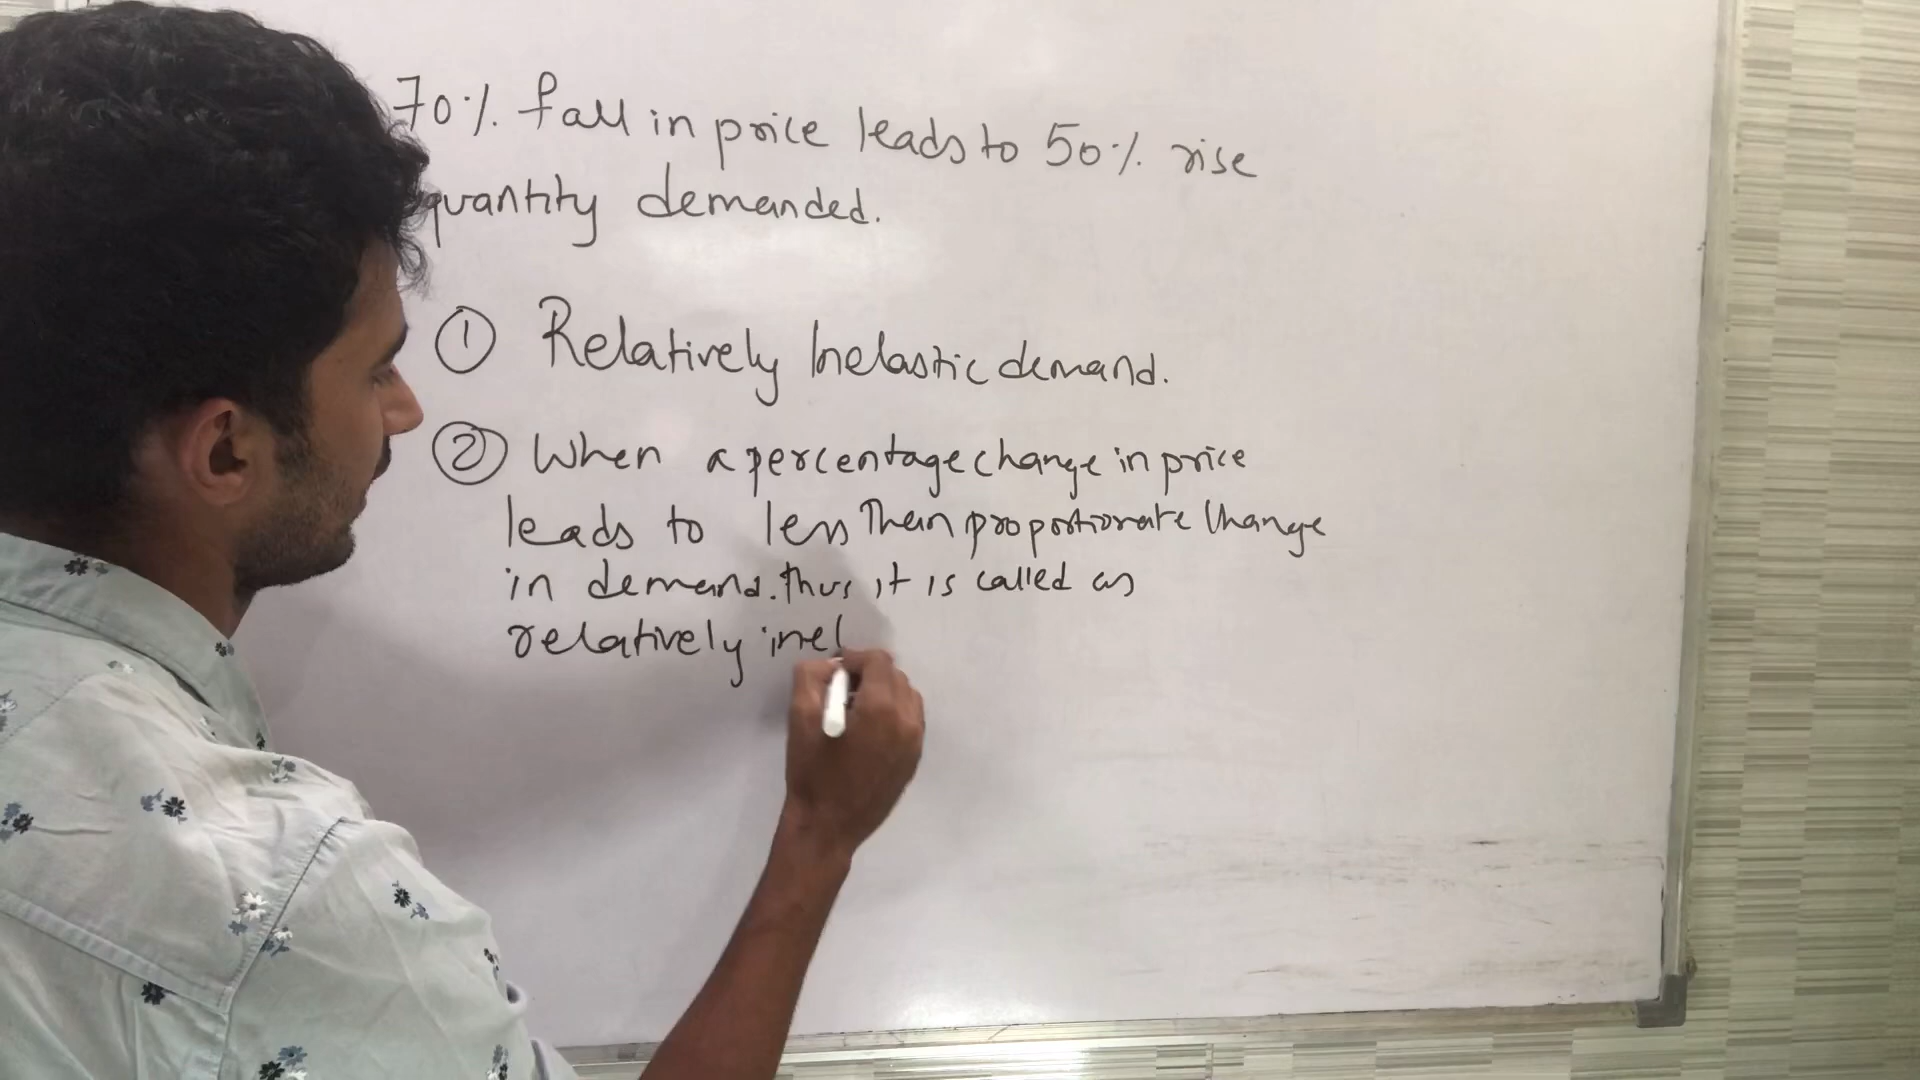 70% fall in price leads to 50% rise
quantity demanded.
① Relatively Inelastic demand.
② When a percentage change in price
leads to less than proportionate change
in demand. thus it is called as
relatively inel